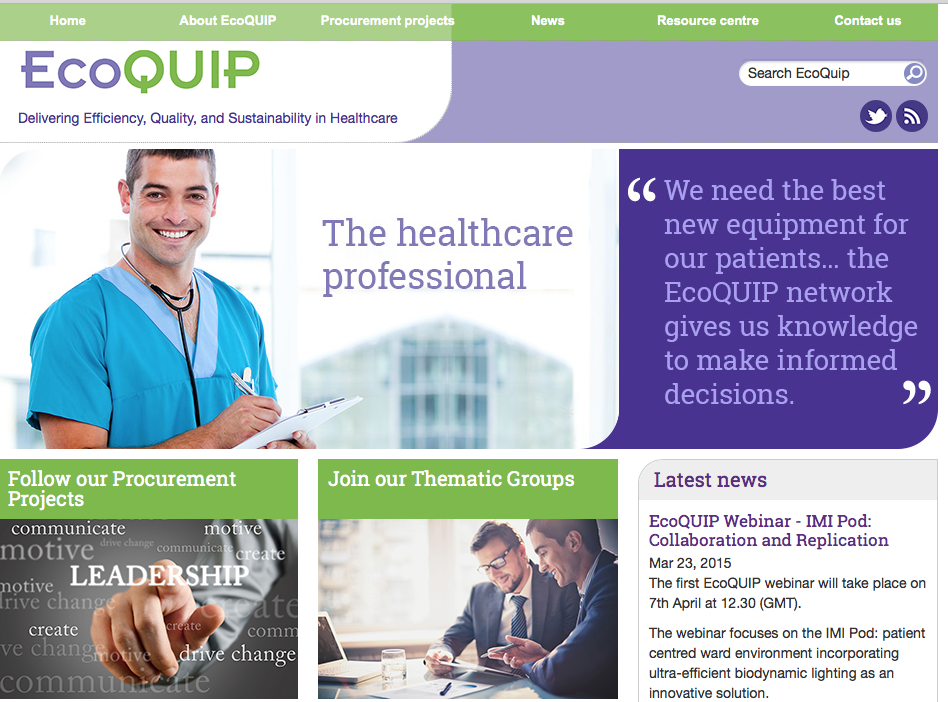 Home About EcoQUIP Procurement projects News Resource centre Contact us
EcoQUIP
Search EcoQuip
Delivering Efficiency, Quality, and Sustainability in Healthcare
The healthcare
professional
“ We need the best
new equipment for
our patients... the
EcoQUIP network
gives us knowledge
to make informed
decisions. ”
Follow our Procurement
Projects
communicate motive
motive drive change communicate create
LEADERSHIP
motive
drive change create
create create comm
ve change motive drive change
communicate
Join our Thematic Groups
Latest news
EcoQUIP Webinar - IMI Pod:
Collaboration and Replication
Mar 23, 2015
The first EcoQUIP webinar will take place on
7th April at 12.30 (GMT).
The webinar focuses on the IMI Pod: patient
centred ward environment incorporating
ultra-efficient biodynamic lighting as an
innovative solution.